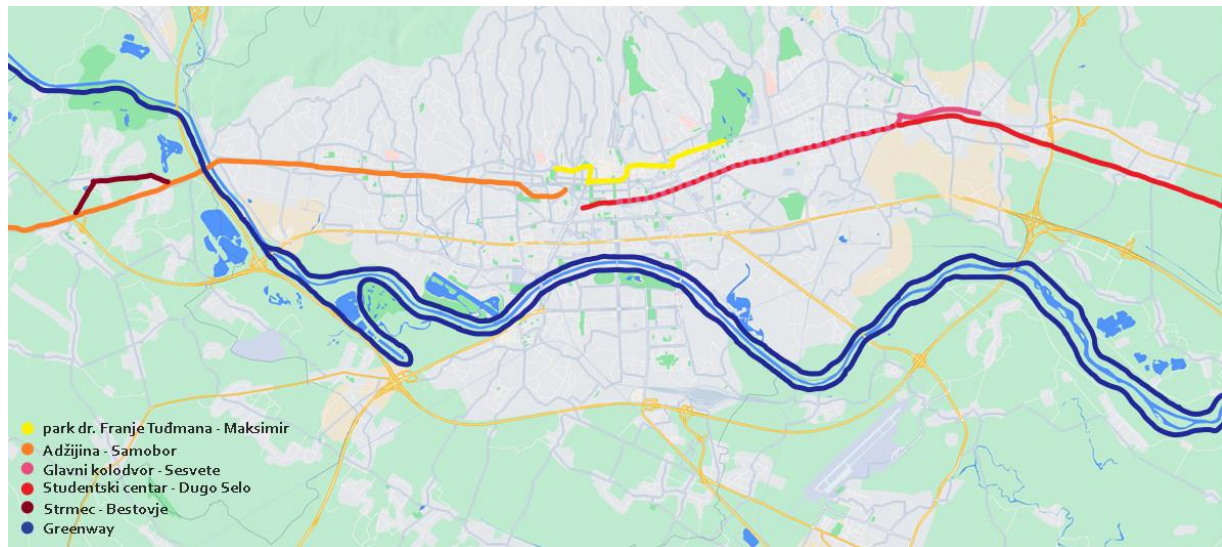 park dr. Franje Tuđmana - Maksimir
Adžijina - Samobor
Glavni kolodvor - Sesvete
Studentski centar - Dugo Selo
Strmec - Bestovje
Greenway